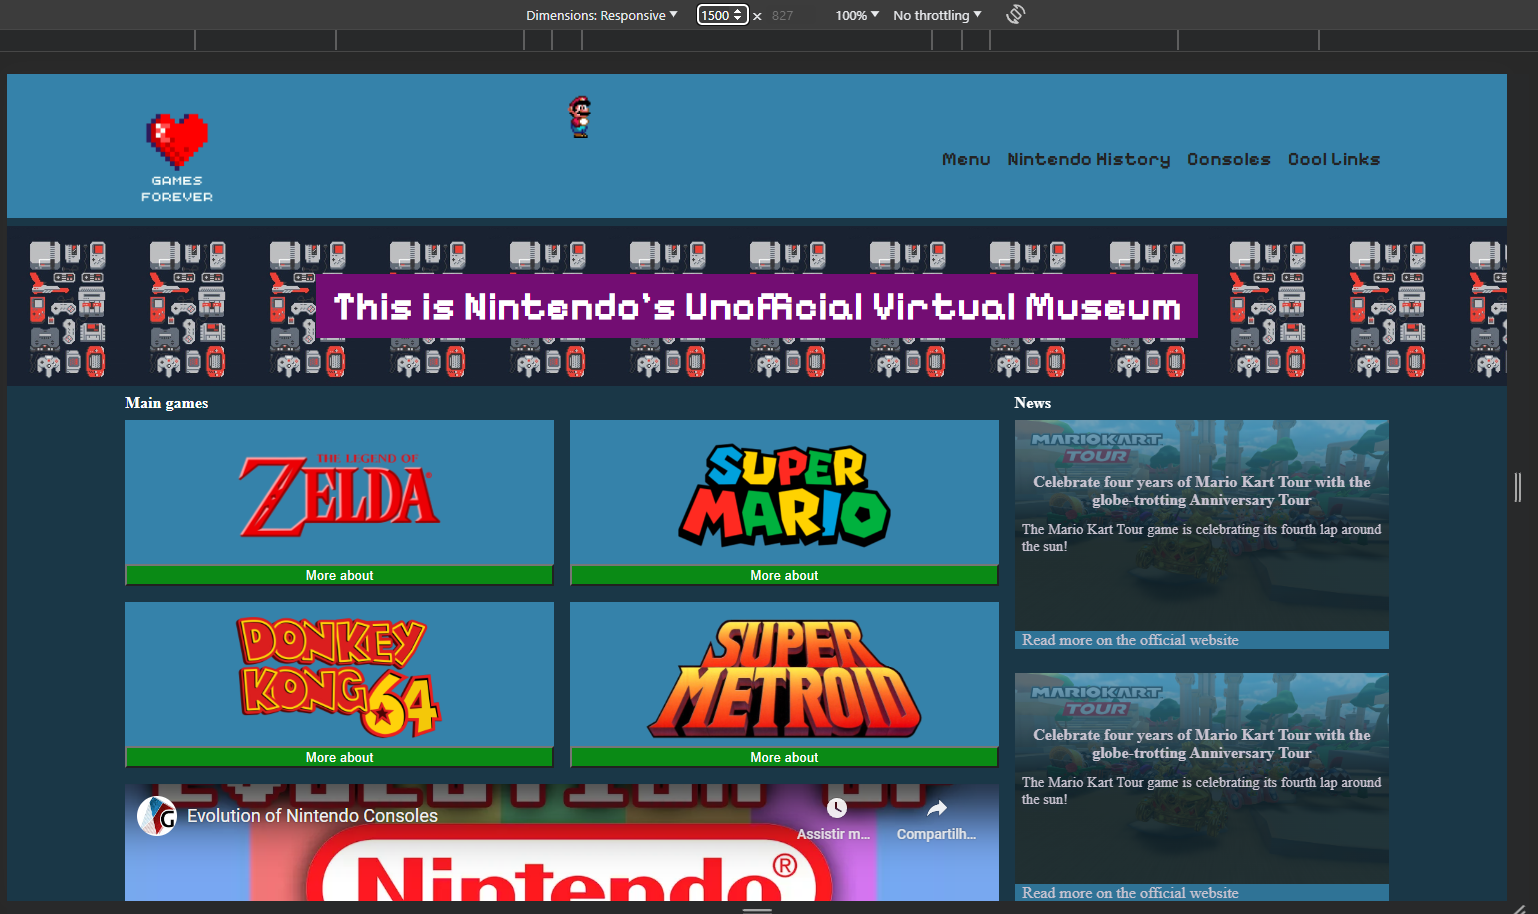 Dimensions: Responsive 1500 x 827 100% No throttling
GAMES
FOREVER
Menu Nintendo History Consoles Cool Links
This is Nintendo's Unofficial Virtual Museum
Main games
THE LEGEND OF
ZELDA
More about
SUPER
MARIO
More about
DONKEY
KONG 64
More about
SUPER
METROID
More about
EVOLUTION OF
Evolution of Nintendo Consoles
Assistir m...
Compartilh...
Nintendo®
News
MARIOKART
TOUR
Celebrate four years of Mario Kart Tour with the
globe-trotting Anniversary Tour
The Mario Kart Tour game is celebrating its fourth lap around
the sun!
Read more on the official website
MARIOKART
TOUR
Celebrate four years of Mario Kart Tour with the
globe-trotting Anniversary Tour
The Mario Kart Tour game is celebrating its fourth lap around
the sun!
Read more on the official website